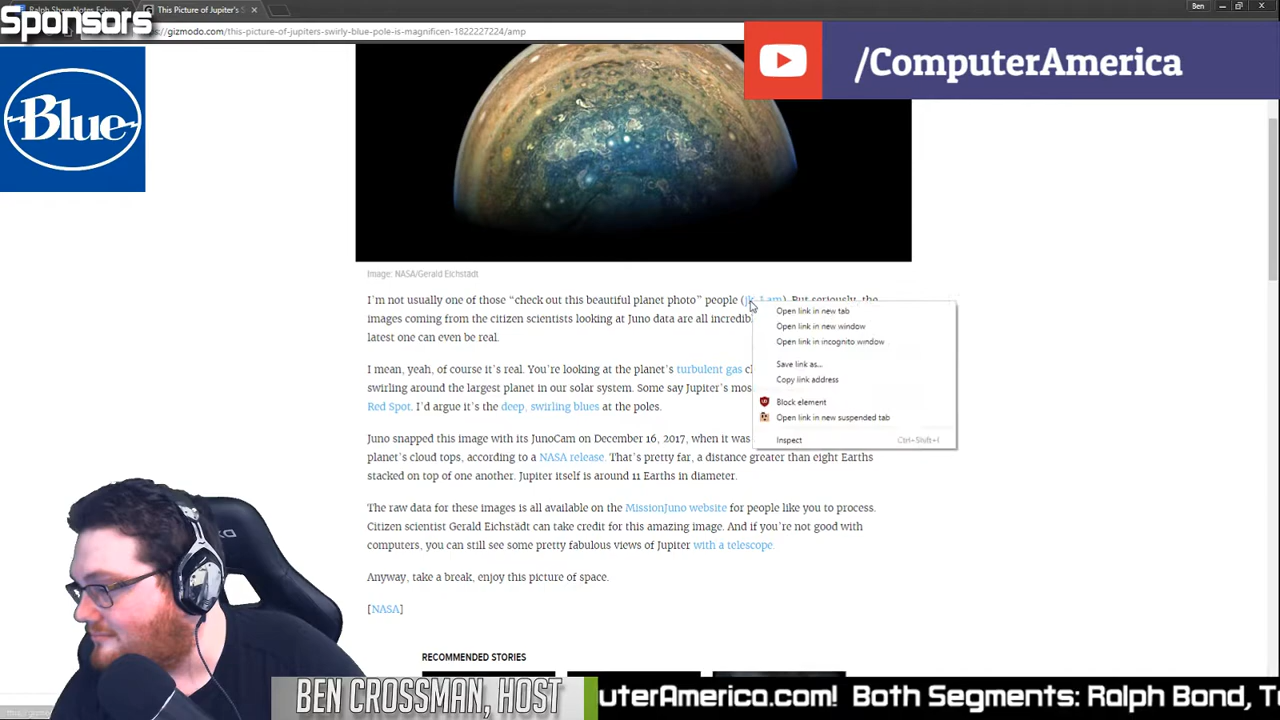 Ralph Show Notes
This Picture of Jupiter's
Ben
Sponsors
https://gizmodo.com/this-picture-of-jupiters-swirly-blue-pole-is-magnificen-1822227224/amp
/ComputerAmerica
Blue
Image: NASA/Gerald Eichstädt
I'm not usually one of those “check out this beautiful planet photo” people (jk, I am). But seriously, the
images coming from the citizen scientists looking at Juno data are all
latest one can even be real.
I mean, yeah, of course it's real. You're looking at the planet's turbulent gas
swirling around the largest planet in our solar system. Some say Jupiter's
Red Spot. I'd argue it's the deep, swirling blues at the poles.
Juno snapped this image with its JunoCam on December 16, 2017, when it was
planet's cloud tops, according to a NASA release. That's pretty far, a distance greater than eight Earths
stacked on top of one another. Jupiter itself is around 11 Earths in diameter.
The raw data for these images is all available on the MissionJuno website for people like you to process.
Citizen scientist Gerald Eichstädt can take credit for this amazing image. And if you're not good with
computers, you can still see some pretty fabulous views of Jupiter with a telescope.
Anyway, take a break, enjoy this picture of space.
[NASA]
Open link in new tab
Open link in new window
Open link in incognito window
Save link as...
Copy link address
Block element
Open link in new suspended tab
Inspect Ctrl+Shift+I
RECOMMENDED STORIES
BEN CROSSMAN, HOST
uterAmerica.com! Both Segments: Ralph Bond, T